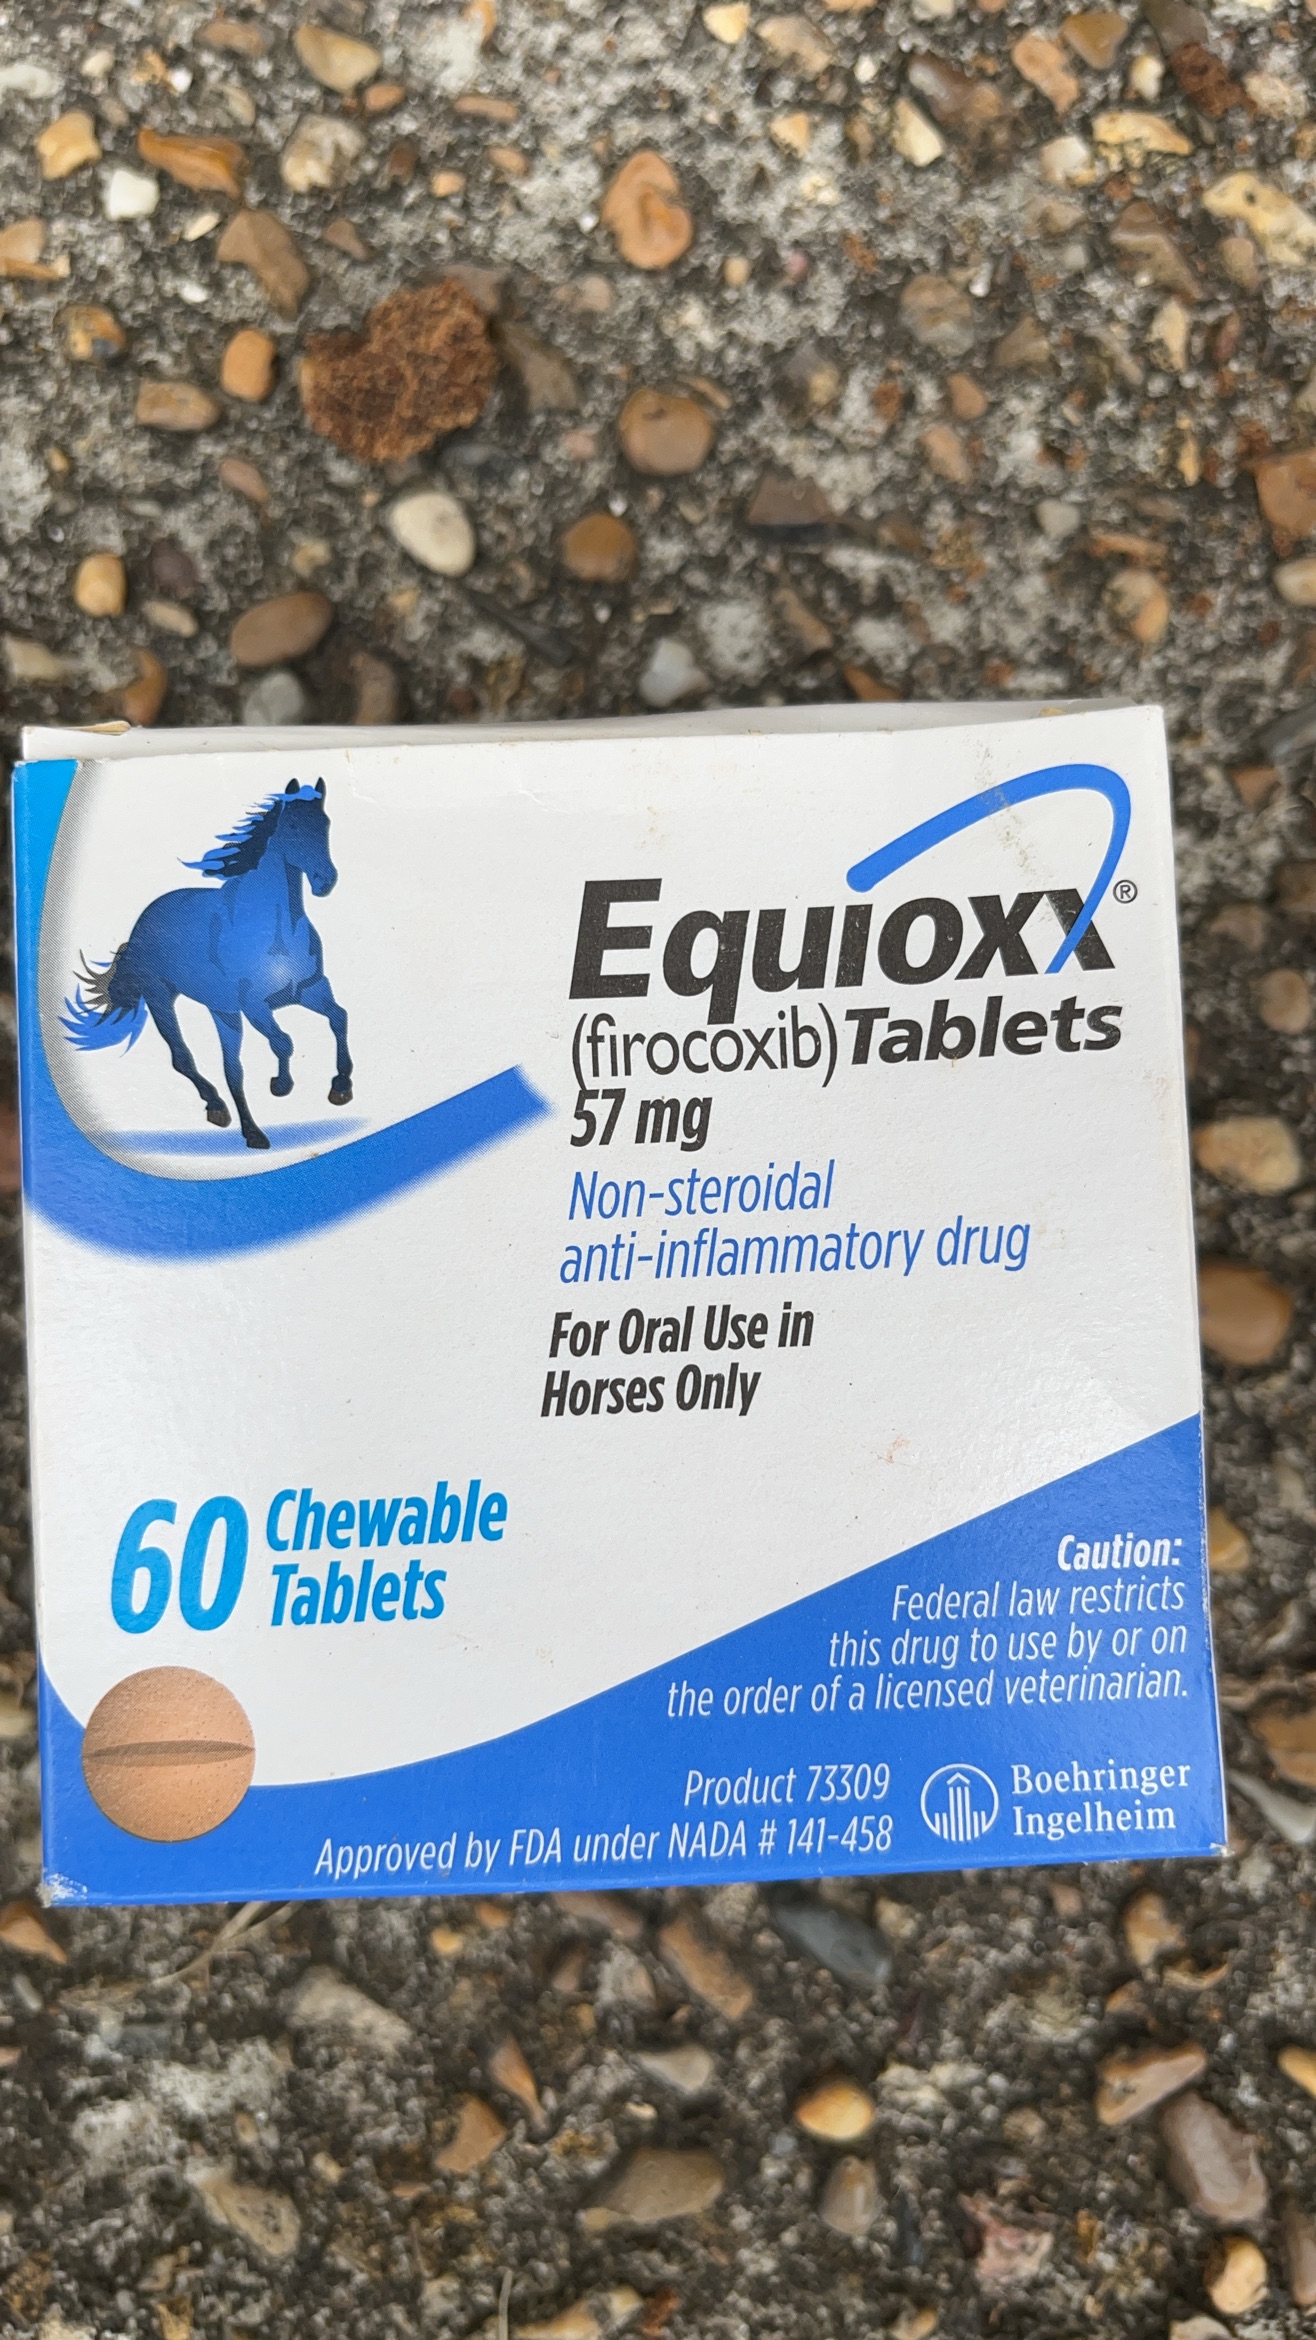 Equioxx®
(firocoxib) Tablets
57 mg
Non-steroidal
anti-inflammatory drug
For Oral Use in
Horses Only
60 Chewable
Tablets
Caution:
Federal law restricts
this drug to use by or on
the order of a licensed veterinarian.
Product 73309
Approved by FDA under NADA # 141-458
Boehringer
Ingelheim